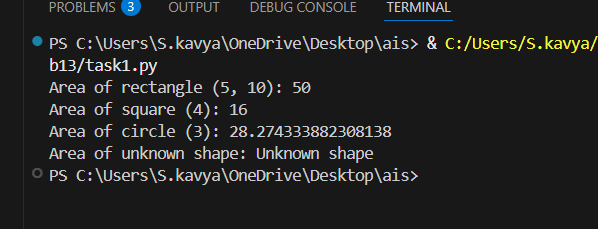 PROBLEMS 3 OUTPUT DEBUG CONSOLE TERMINAL
PS C:\Users\S.kavya\OneDrive\Desktop\ais> & C:/Users/S.kavya/
b13/task1.py
Area of rectangle (5, 10): 50
Area of square (4): 16
Area of circle (3): 28.274333882308138
Area of unknown shape: Unknown shape
PS C:\Users\S.kavya\OneDrive\Desktop\ais>